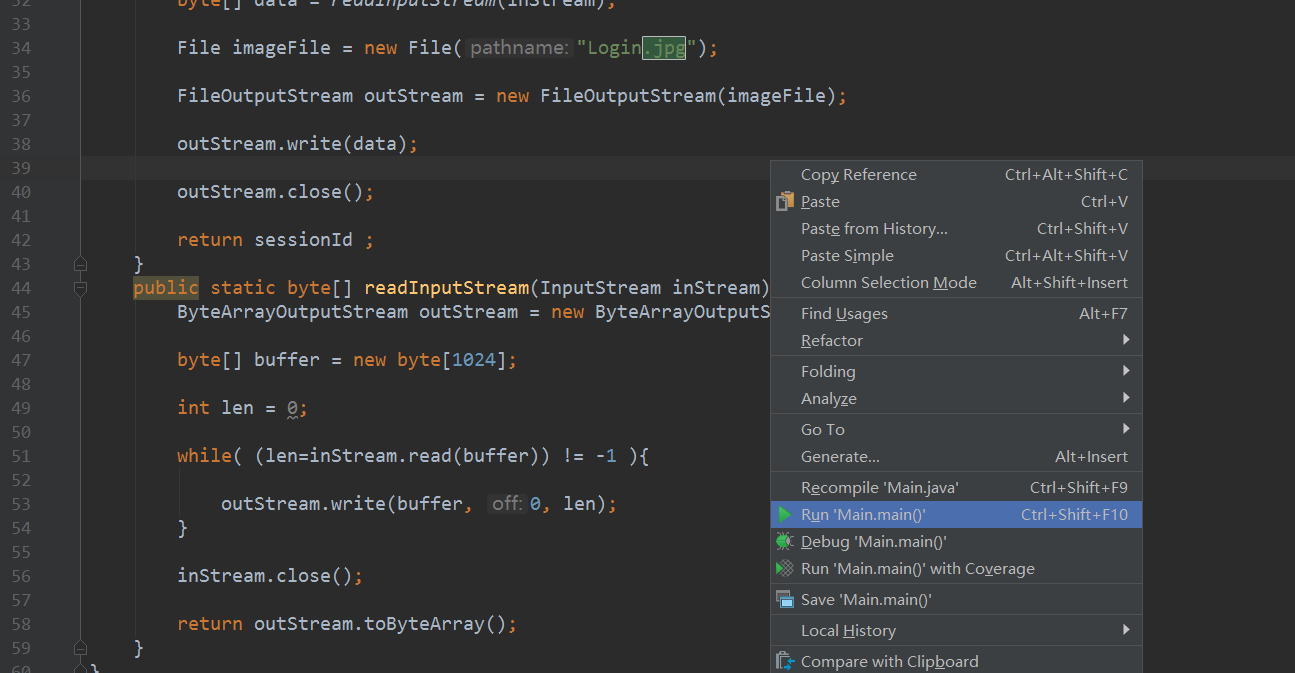 32 byte[] data = readInputStream(inStream);
33
34 File imageFile = new File( pathname: "Login.jpg");
35
36 FileOutputStream outStream = new FileOutputStream(imageFile);
37
38 outStream.write(data);
39
40 outStream.close();
41
42 return sessionId ;
43 }
44 public static byte[] readInputStream(InputStream inStream)
45 ByteArrayOutputStream outStream = new ByteArrayOutputS
46
47 byte[] buffer = new byte[1024];
48
49 int len = 0;
50
51 while( (len=inStream.read(buffer)) != -1 ){
52
53 outStream.write(buffer, off: 0, len);
54 }
55
56 inStream.close();
57
58 return outStream.toByteArray();
59 }
60 }
Copy Reference Ctrl+Alt+Shift+C
Paste Ctrl+V
Paste from History... Ctrl+Shift+V
Paste Simple Ctrl+Alt+Shift+V
Column Selection Mode Alt+Shift+Insert
Find Usages Alt+F7
Refactor
Folding
Analyze
Go To
Generate... Alt+Insert
Recompile 'Main.java' Ctrl+Shift+F9
Run 'Main.main()' Ctrl+Shift+F10
Debug 'Main.main()'
Run 'Main.main()' with Coverage
Save 'Main.main()'
Local History
Compare with Clipboard